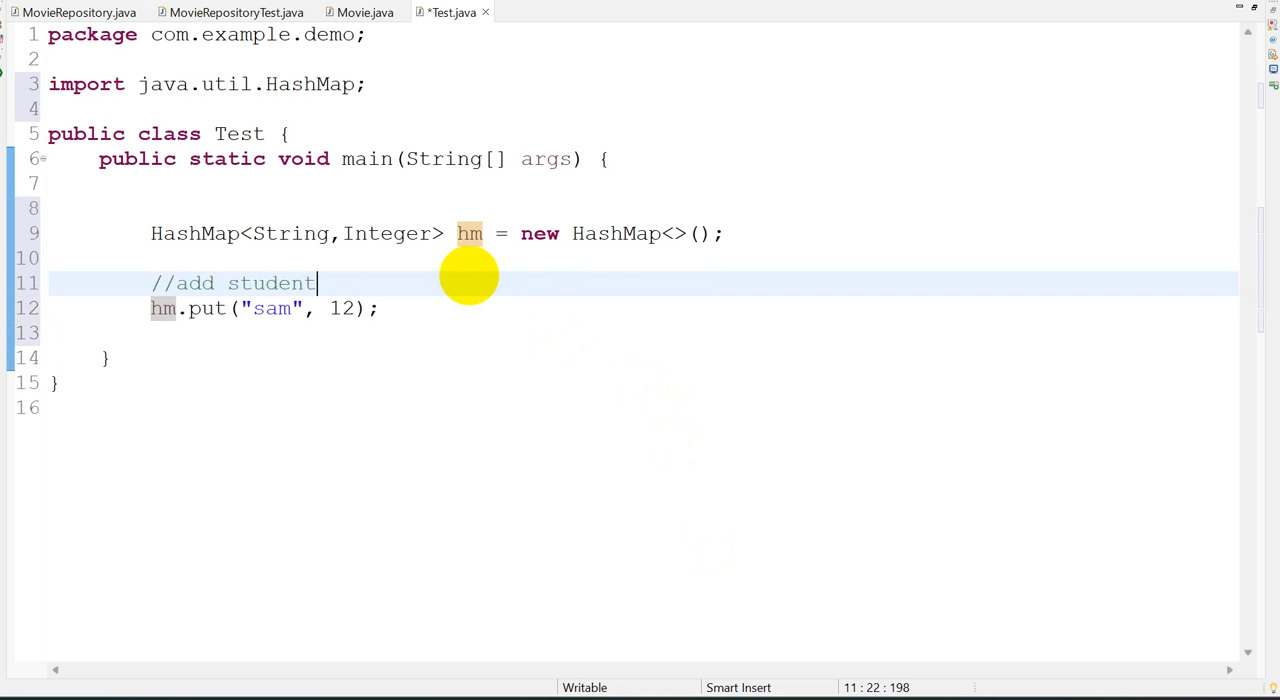 MovieRepository.java MovieRepositoryTest.java Movie.java *Test.java
1 package com.example.demo;
2
3 import java.util.HashMap;
4
5 public class Test {
6 public static void main(String[] args) {
7
8
9 HashMap<String,Integer> hm = new HashMap<>();
10
11 //add student
12 hm.put("sam", 12);
13
14 }
15 }
16
Writable Smart Insert 11 : 22 : 198